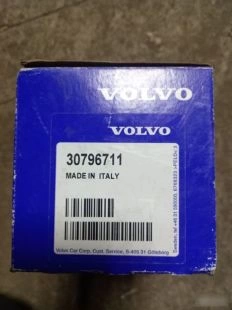 VOLVO
VOLVO
30796711
MADE IN ITALY
Volvo Car Corp. Cust. Service, S-405 31 Göteborg